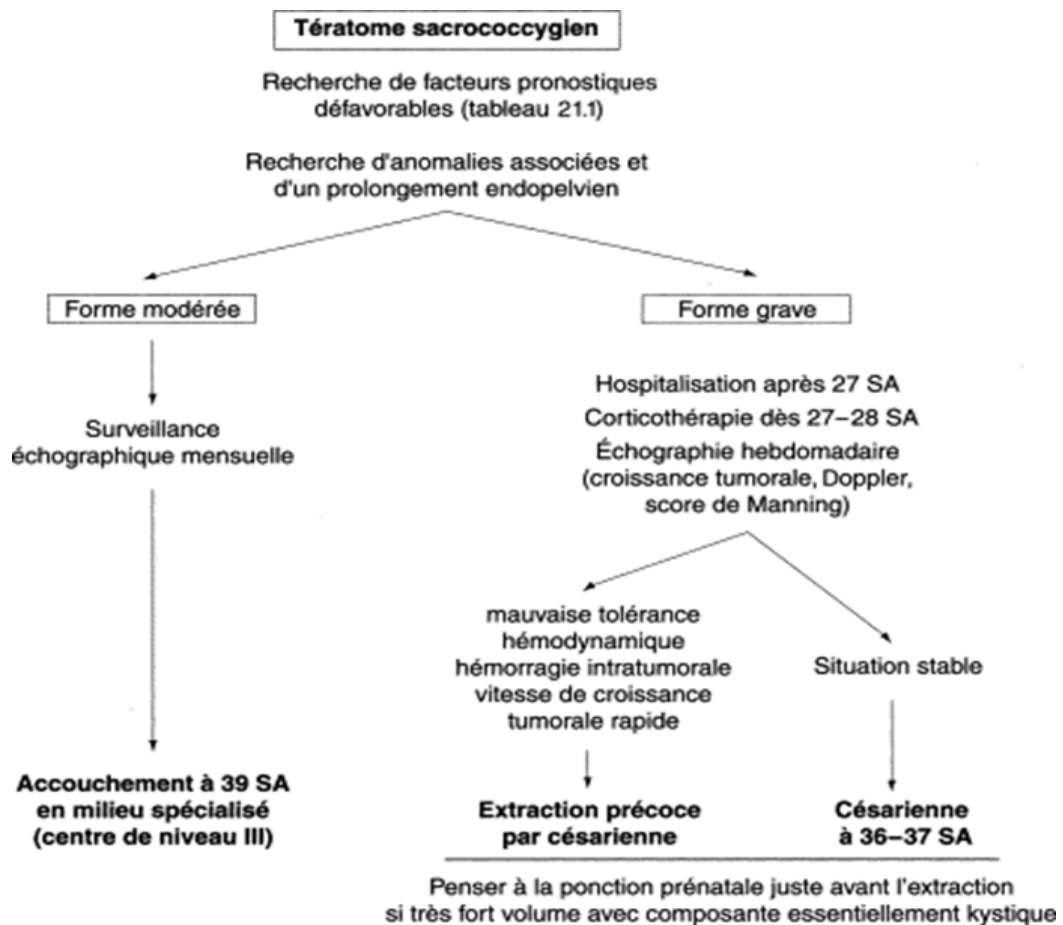 Tératome sacrococcygien
Recherche de facteurs pronostiques
défavorables (tableau 21.1)
Recherche d'anomalies associées et
d'un prolongement endopelvien
Forme modérée
Surveillance
échographique mensuelle
Accouchement à 39 SA
en milieu spécialisé
(centre de niveau III)
Forme grave
Hospitalisation après 27 SA
Corticothérapie dès 27–28 SA
Échographie hebdomadaire
(croissance tumorale, Doppler,
score de Manning)
mauvaise tolérance
hémodynamique
hémorragie intratumorale
vitesse de croissance
tumorale rapide
Extraction précoce
par césarienne
Situation stable
Césarienne
à 36–37 SA
Penser à la ponction prénatale juste avant l'extraction
si très fort volume avec composante essentiellement kystique